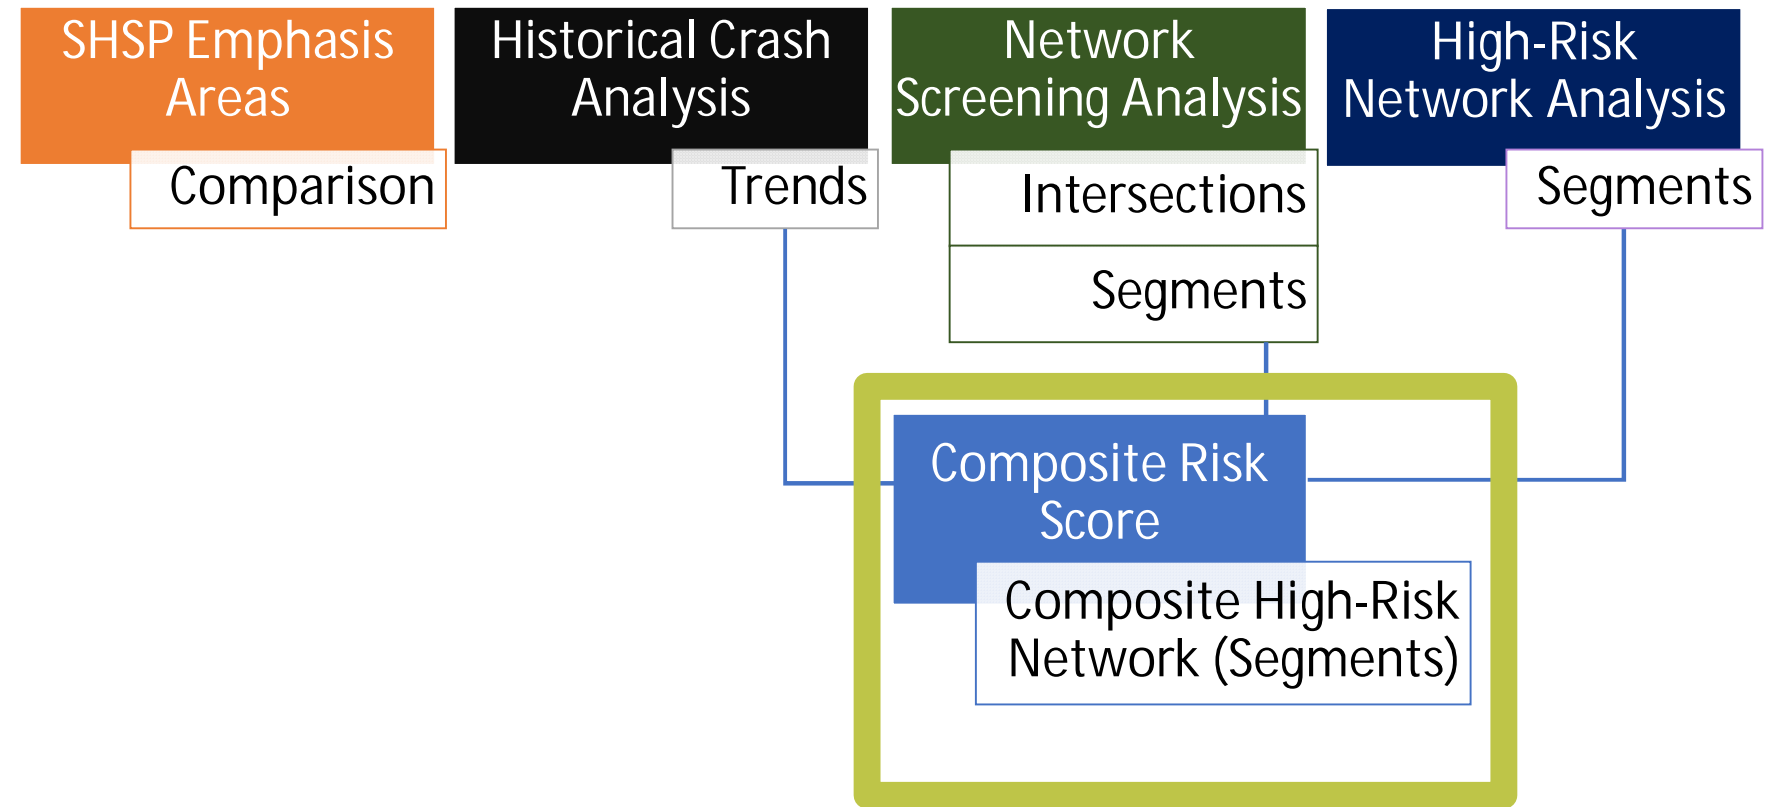 SHSP Emphasis
Areas
Comparison
Historical Crash
Analysis
Trends
Network
Screening Analysis
Intersections
Segments
High-Risk
Network Analysis
Segments
Composite Risk
Score
Composite High-Risk
Network (Segments)